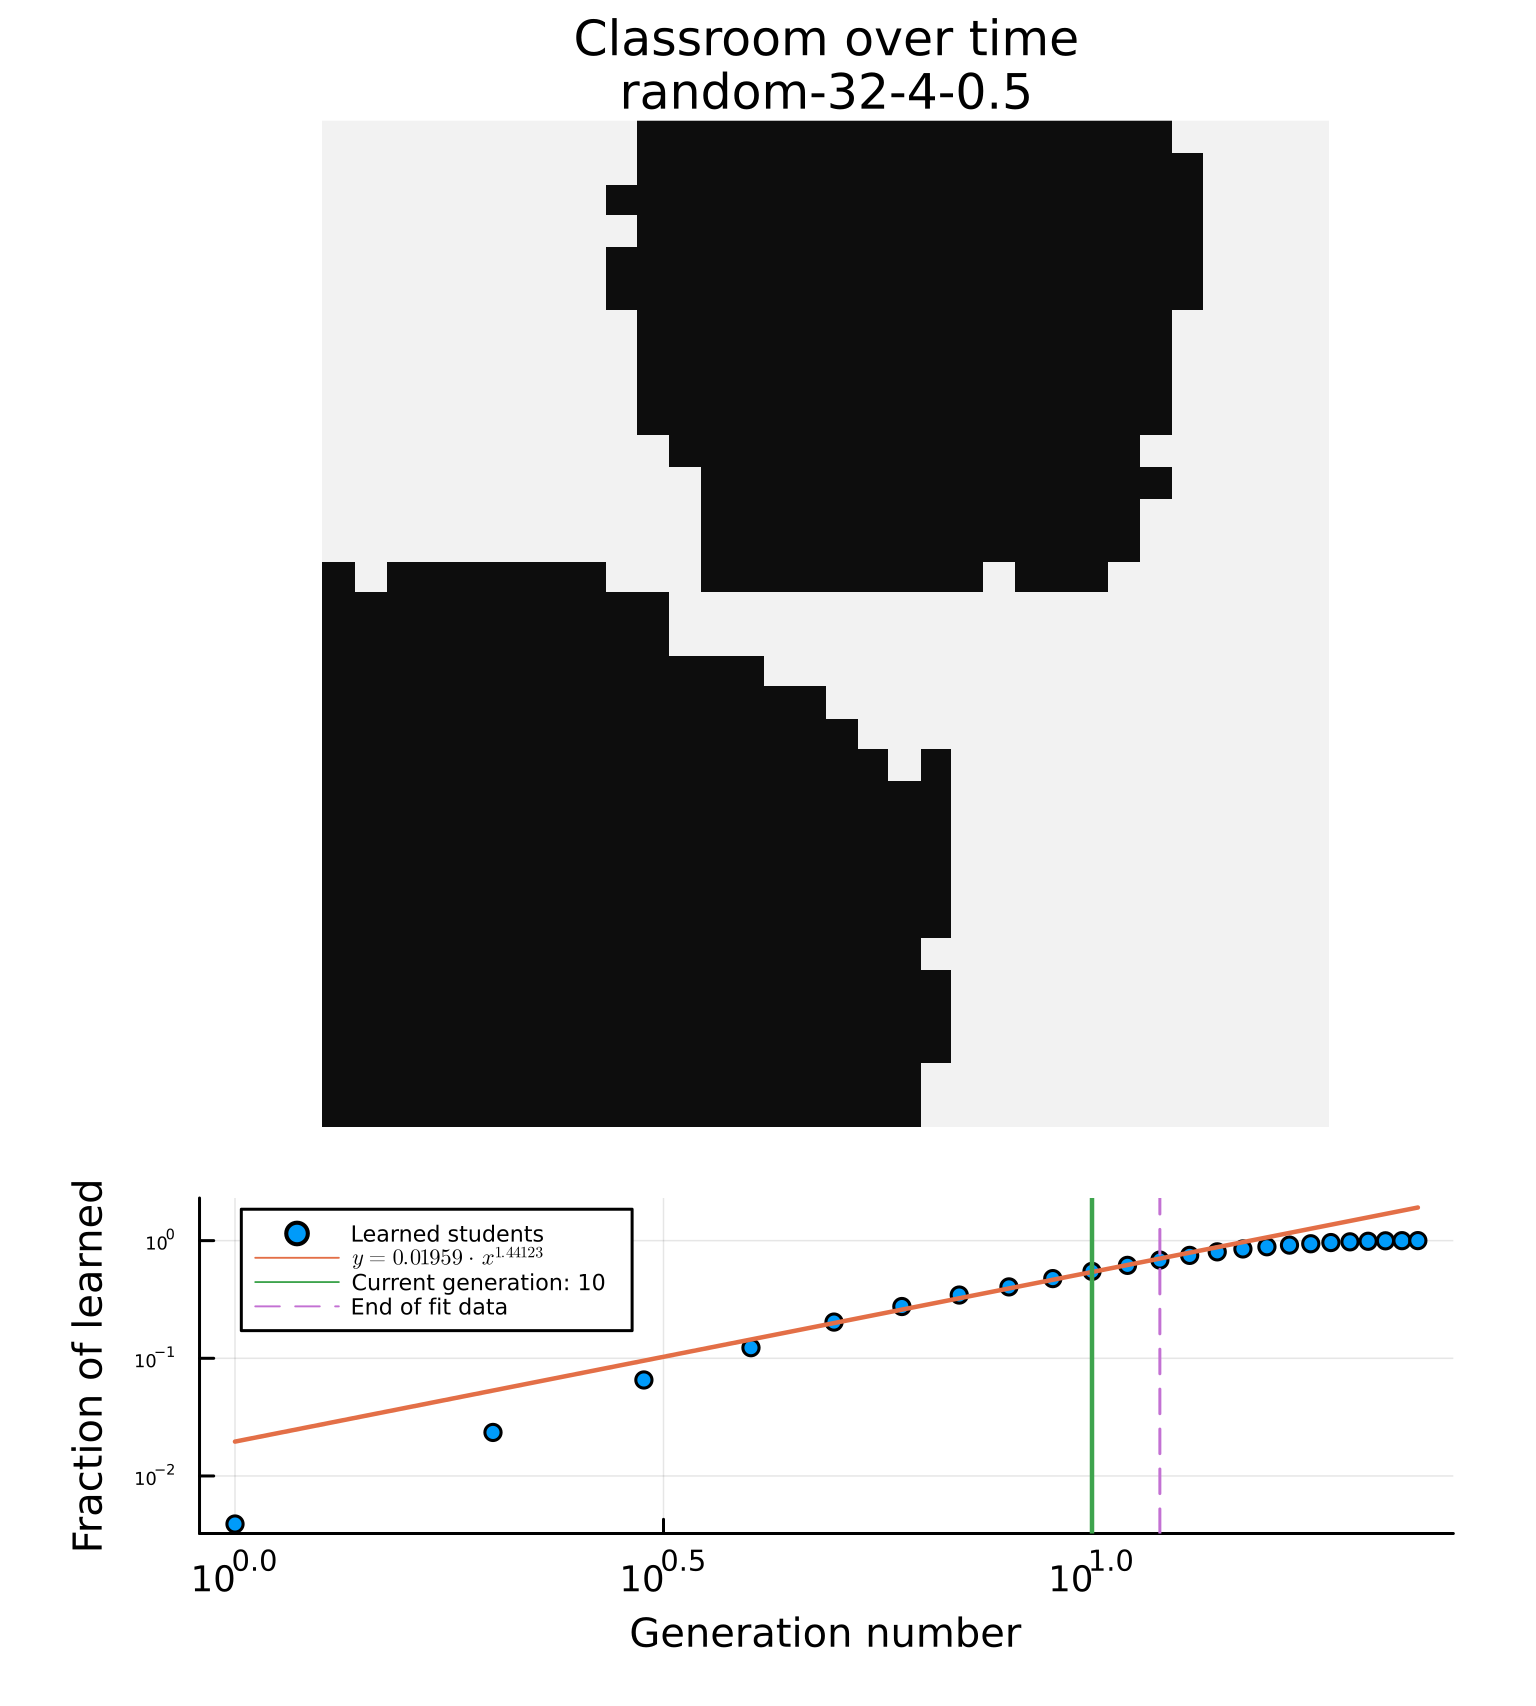 Classroom over time
random-32-4-0.5
Fraction of learned
10⁰
10⁻¹
10⁻²
Learned students
y = 0.01959 · x^1.44123
Current generation: 10
End of fit data
10^0.0
10^0.5
10^1.0
Generation number